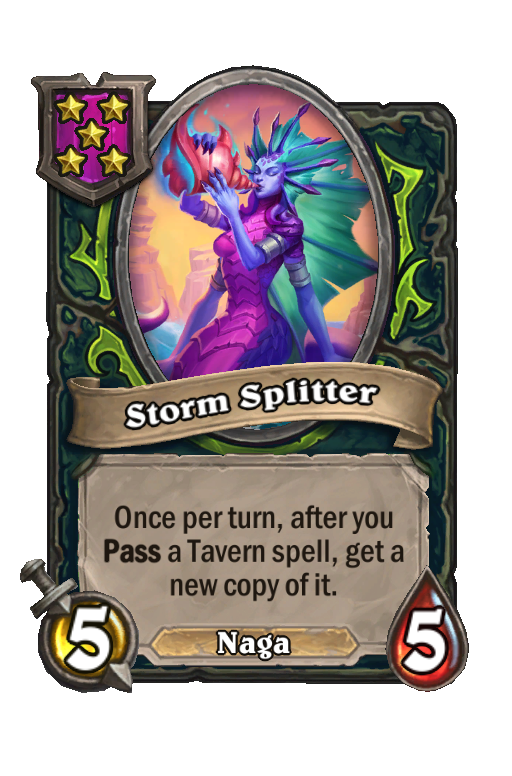 Storm Splitter
Once per turn, after you
Pass a Tavern spell, get a
new copy of it.
5
Naga
5